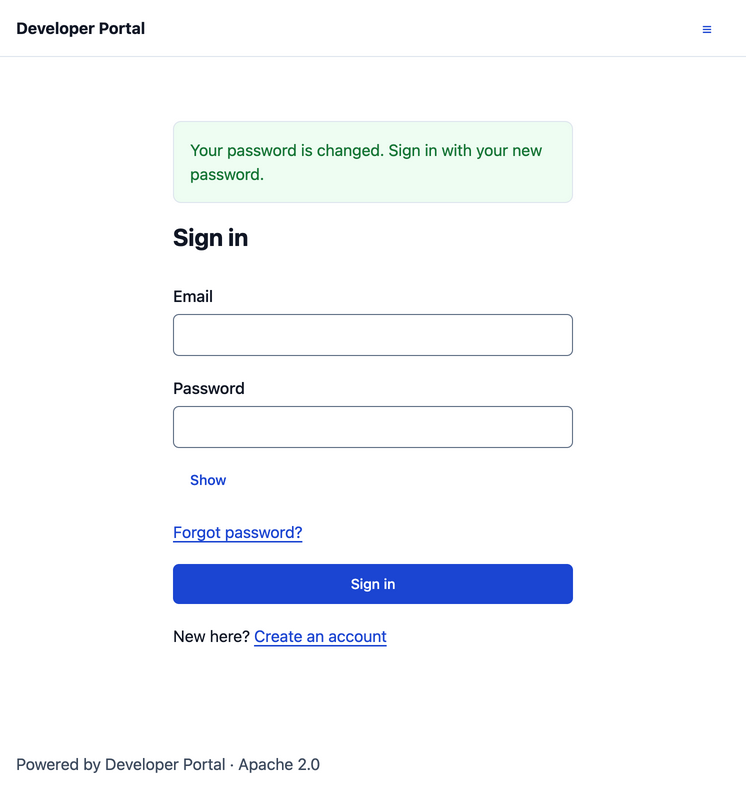 Developer Portal
Your password is changed. Sign in with your new
password.
Sign in
Email
Password
Show
Forgot password?
Sign in
New here? Create an account
Powered by Developer Portal · Apache 2.0